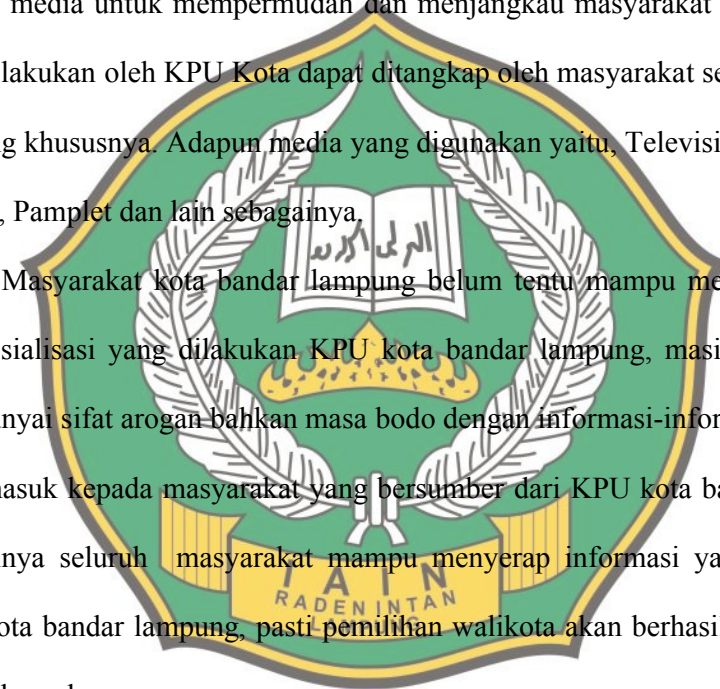 media untuk mempermudah dan menjangkau masyarakat
lakukan oleh KPU Kota dapat ditangkap oleh masyarakat se
g khususnya. Adapun media yang digunakan yaitu, Televisi
, Pamplet dan lain sebagainya.
Masyarakat kota bandar lampung belum tentu mampu me
sialisasi yang dilakukan KPU kota bandar lampung, masi
nyai sifat arogan bahkan masa bodo dengan informasi-infor
masuk kepada masyarakat yang bersumber dari KPU kota ba
nya seluruh masyarakat mampu menyerap informasi ya
ota bandar lampung, pasti pemilihan walikota akan berhasi
I A I N
RADEN INTAN
LAMPUNG